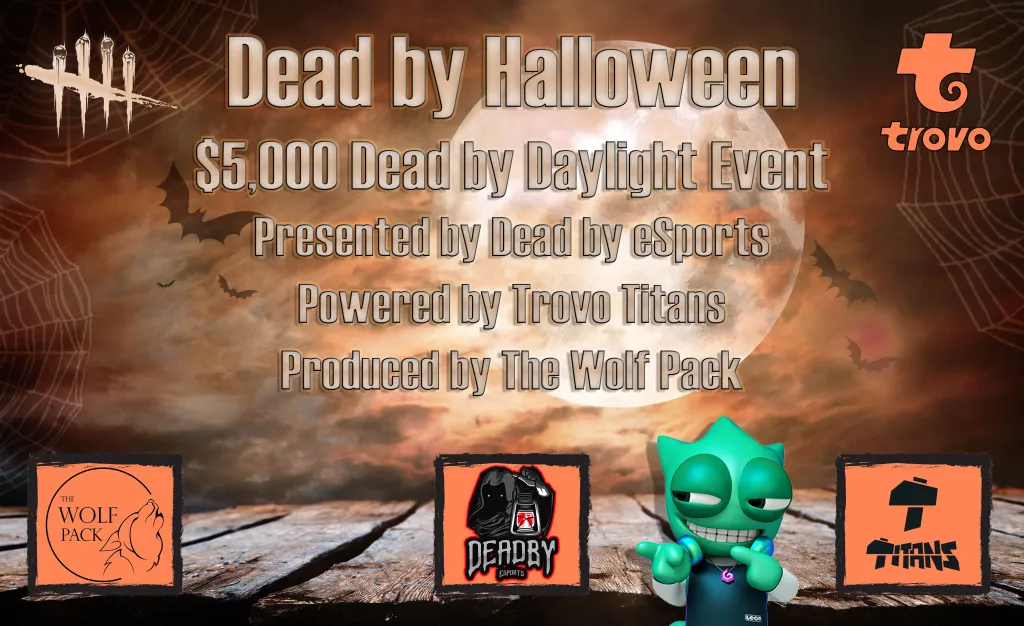 Dead by Halloween
trovo
$5,000 Dead by Daylight Event
Presented by Dead by eSports
Powered by Trovo Titans
Produced by The Wolf Pack
THE
WOLF
PACK
DEADBY
ESPORTS
TITANS